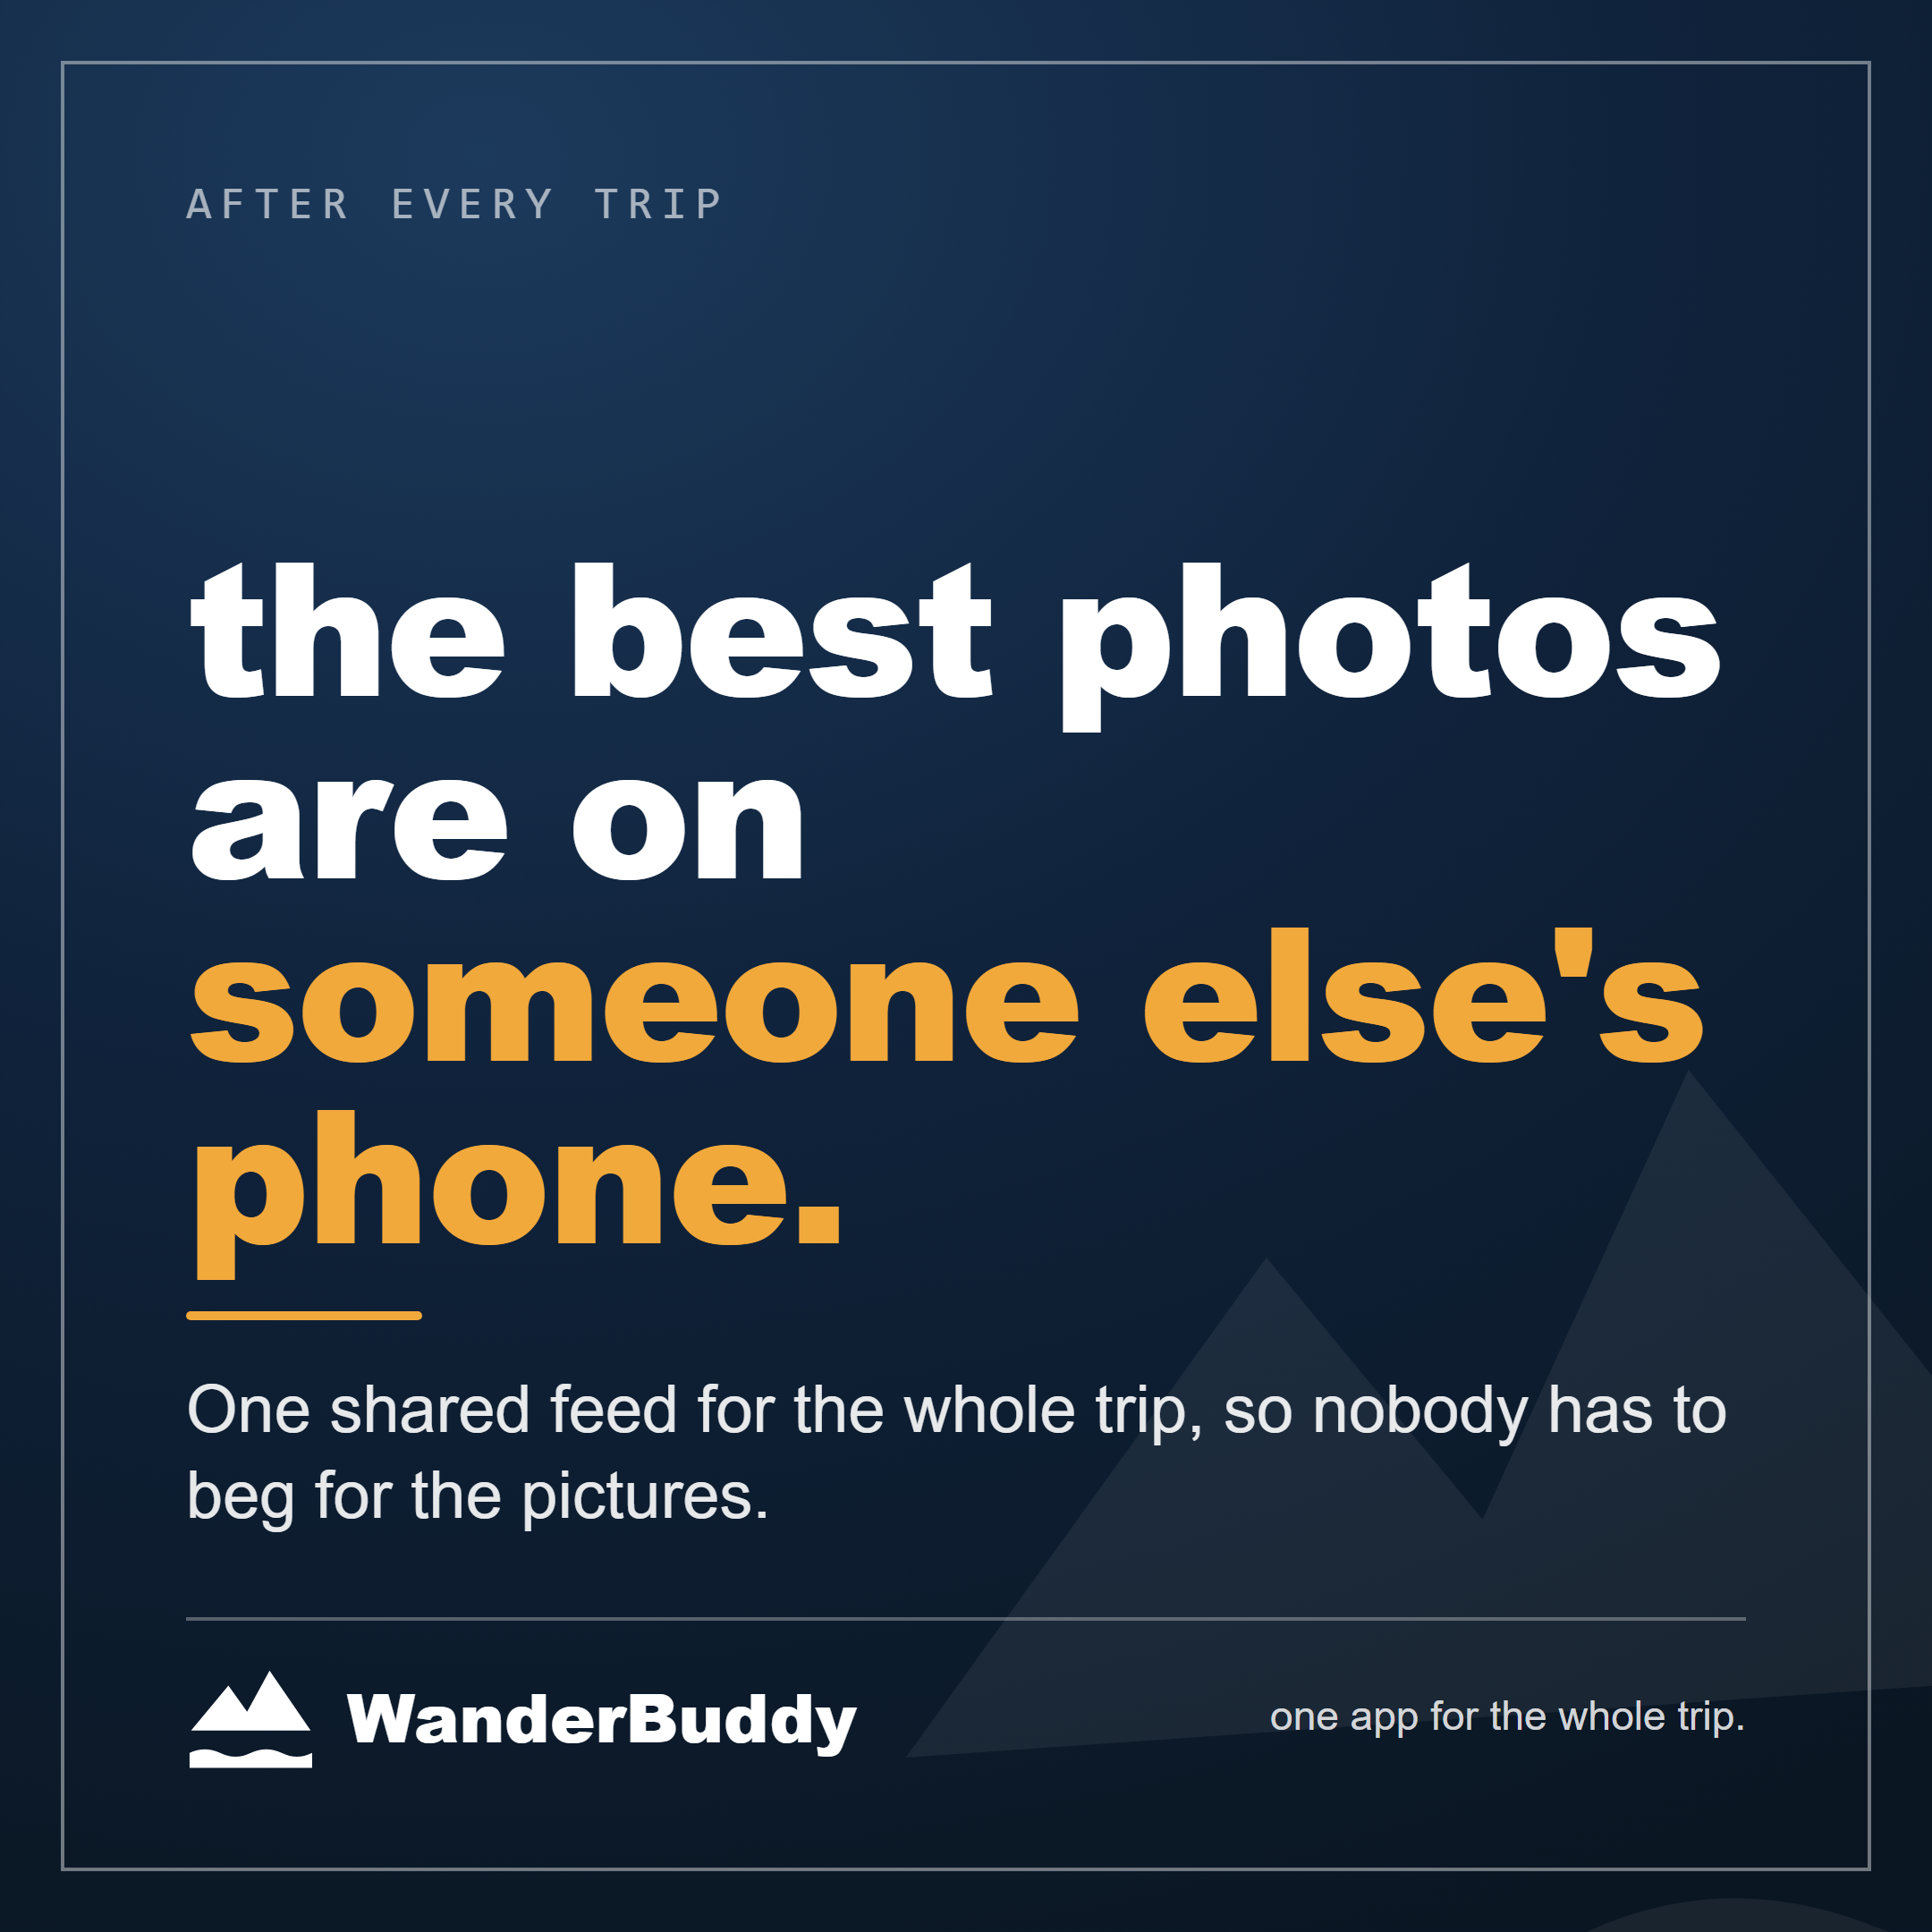 AFTER EVERY TRIP
the best photos
are on
someone else's
phone.
One shared feed for the whole trip, so nobody has to
beg for the pictures.
WanderBuddy
one app for the whole trip.